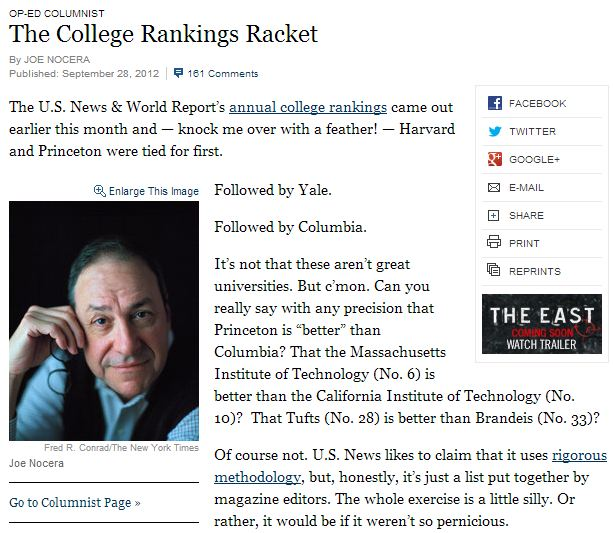 OP-ED COLUMNIST
The College Rankings Racket
By JOE NOCERA
Published: September 28, 2012
161 Comments
The U.S. News & World Report's annual college rankings came out
earlier this month and — knock me over with a feather! — Harvard
and Princeton were tied for first.
FACEBOOK
TWITTER
GOOGLE+
E-MAIL
SHARE
PRINT
REPRINTS
THE EAST
COMING SOON
WATCH TRAILER
Enlarge This Image
Fred R. Conrad/The New York Times
Joe Nocera
Go to Columnist Page »
Followed by Yale.
Followed by Columbia.
It's not that these aren't great
universities. But c'mon. Can you
really say with any precision that
Princeton is “better” than
Columbia? That the Massachusetts
Institute of Technology (No. 6) is
better than the California Institute of Technology (No.
10)? That Tufts (No. 28) is better than Brandeis (No. 33)?
Of course not. U.S. News likes to claim that it uses rigorous
methodology, but, honestly, it's just a list put together by
magazine editors. The whole exercise is a little silly. Or
rather, it would be if it weren't so pernicious.